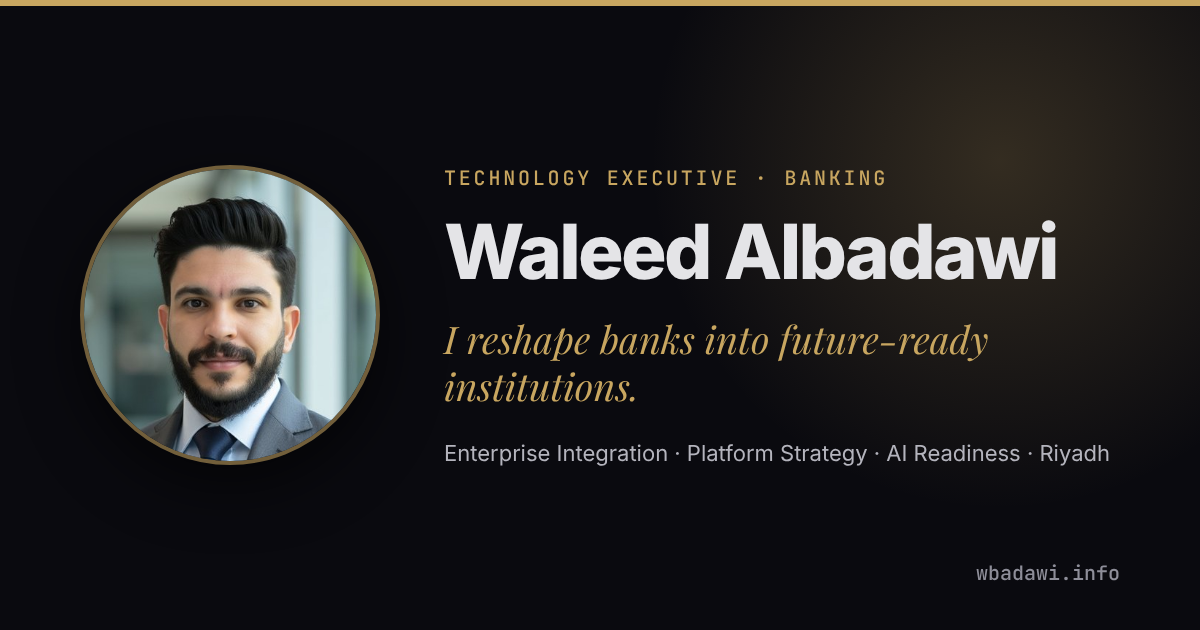 TECHNOLOGY EXECUTIVE · BANKING
Waleed Albadawi
I reshape banks into future-ready
institutions.
Enterprise Integration · Platform Strategy · AI Readiness · Riyadh
wbadawi.info